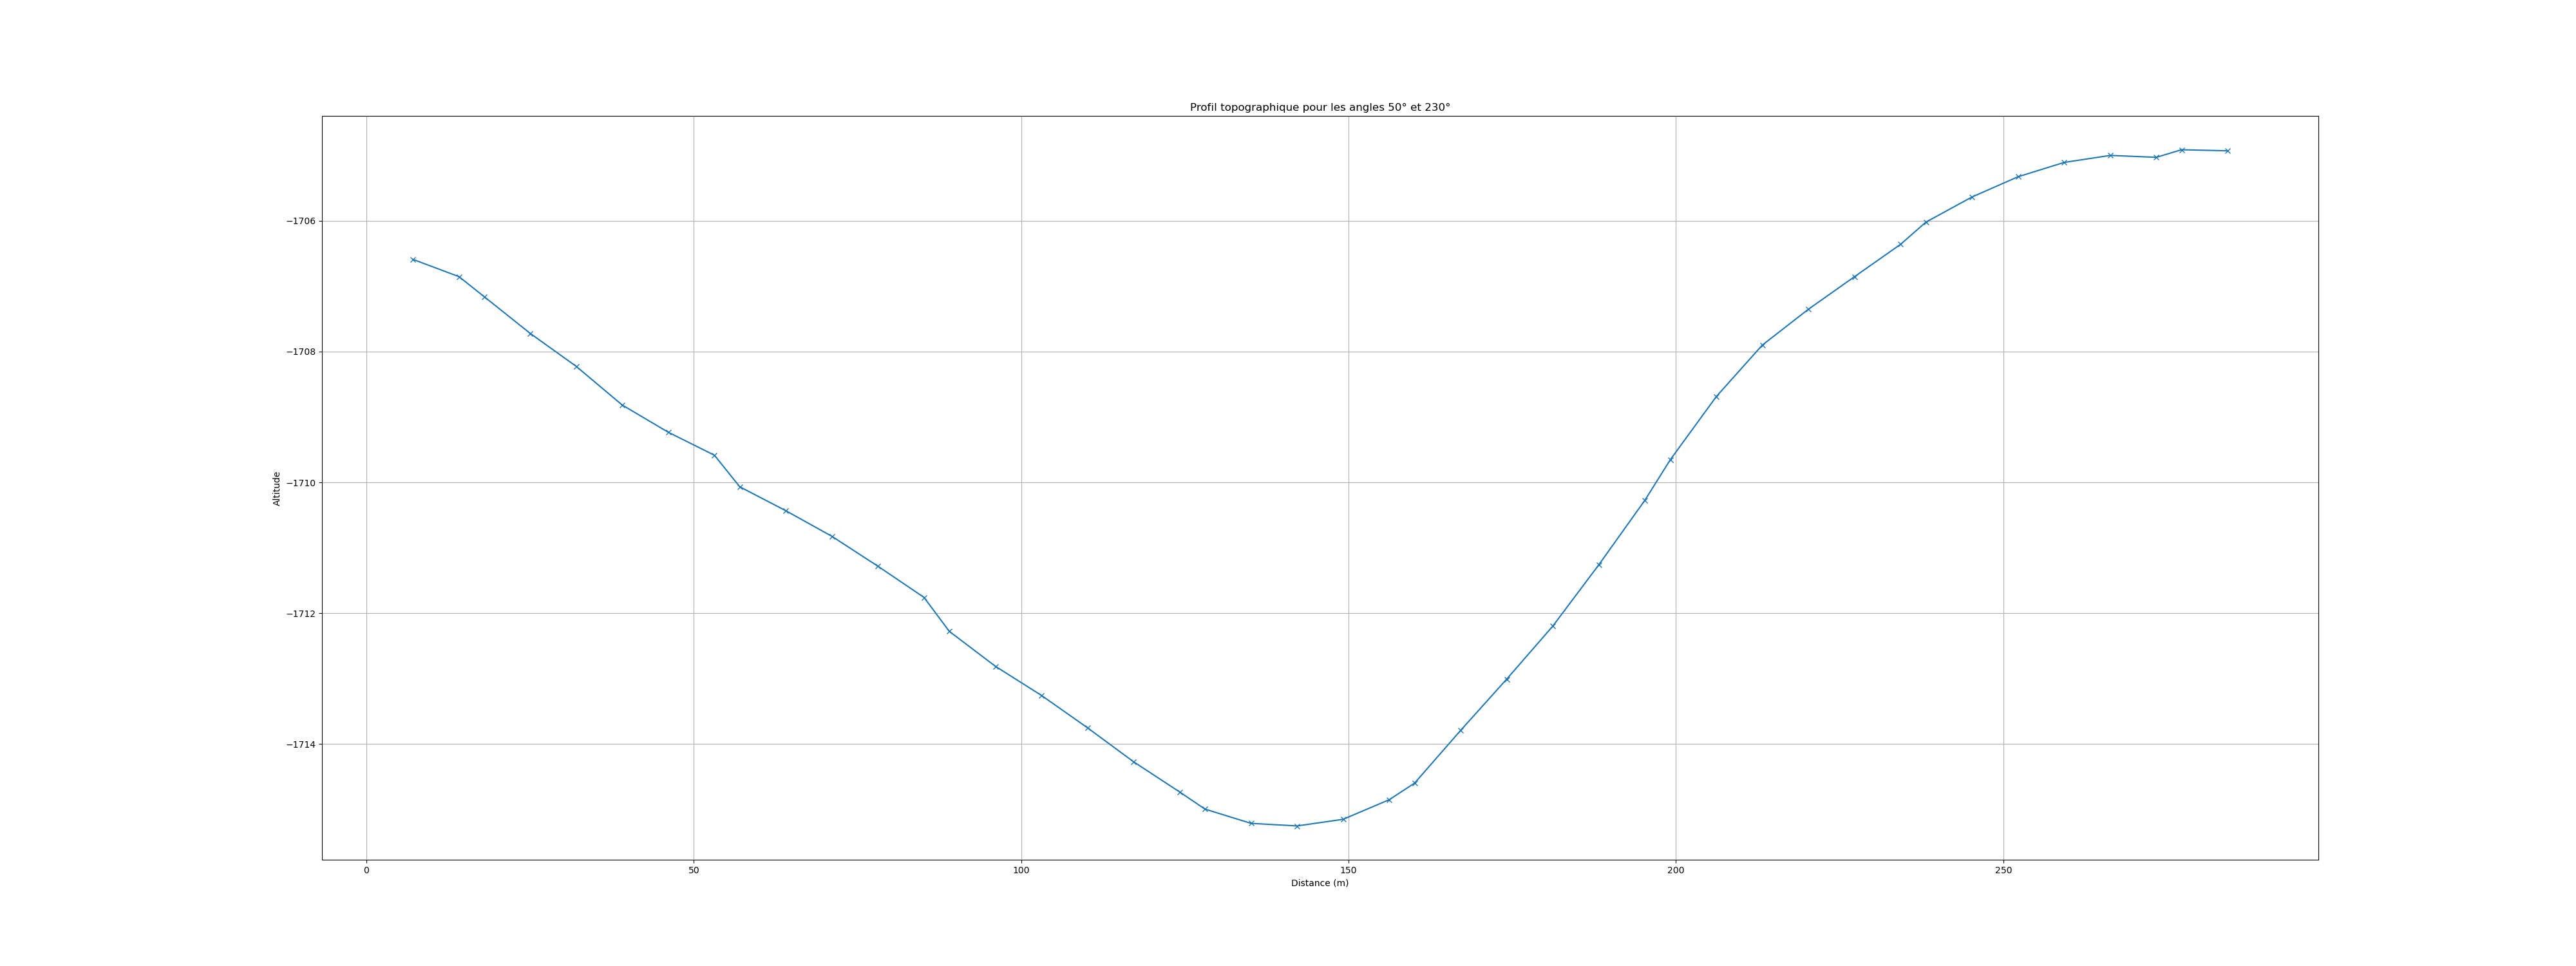 Profil topographique pour les angles 50° et 230°
Altitude
−1706
−1708
−1710
−1712
−1714
0 50 100 150 200 250
Distance (m)